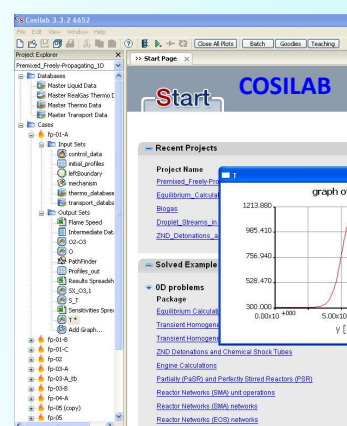 Cosilab 3.3.2 6652
File Edit View Window Help
Close All Plots Batch Goodies Teaching
Project Explorer
Premixed_Freely-Propagating_1D
>> Start Page
Databases
Master Liquid Data
Master RealGas Thermo D
Master Thermo Data
Master Transport Data
Cases
fp-01-A
Input Sets
control_data
initial_profiles
leftBoundary
mechanism
thermo_database
transport_databa
Output Sets
Flame Speed
Intermediate Dat
O2-O3
O
PathFinder
Profiles_out
Results Spreadsh
SX_O3,1
S_T
Sensitivities Spre
T *
Add Graph...
fp-01-B
fp-01-C
fp-02
fp-03-A
fp-03-A_tb
fp-03-B
fp-04-A
fp-05 (copy)
fp-05
Start
COSILAB
Recent Projects
Project Name
Premixed_Freely-Pro
Equilibrium_Calculat
Biogas
Droplet_Streams_in
ZND_Detonations_a
T
graph o
1213.880
985.410
756.940
528.470
300.000
0.00x10 +000
5.00x10
y [
Solved Example
0D problems
Package
Equilibrium Calculati
Transient Homogene
Transient Homogene
ZND Detonations and Chemical Shock Tubes
Engine Calculations
Partially (PaSR) and Perfectly Stirred Reactors (PSR)
Reactor Networks (SMA) unit operations
Reactor Networks (SMA) networks
Reactor Networks (EOS) networks